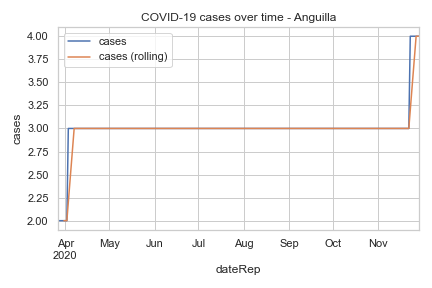 COVID-19 cases over time - Anguilla
cases
cases (rolling)
4.00
3.75
3.50
3.25
3.00
2.75
2.50
2.25
2.00
cases
Apr May Jun Jul Aug Sep Oct Nov
2020
dateRep